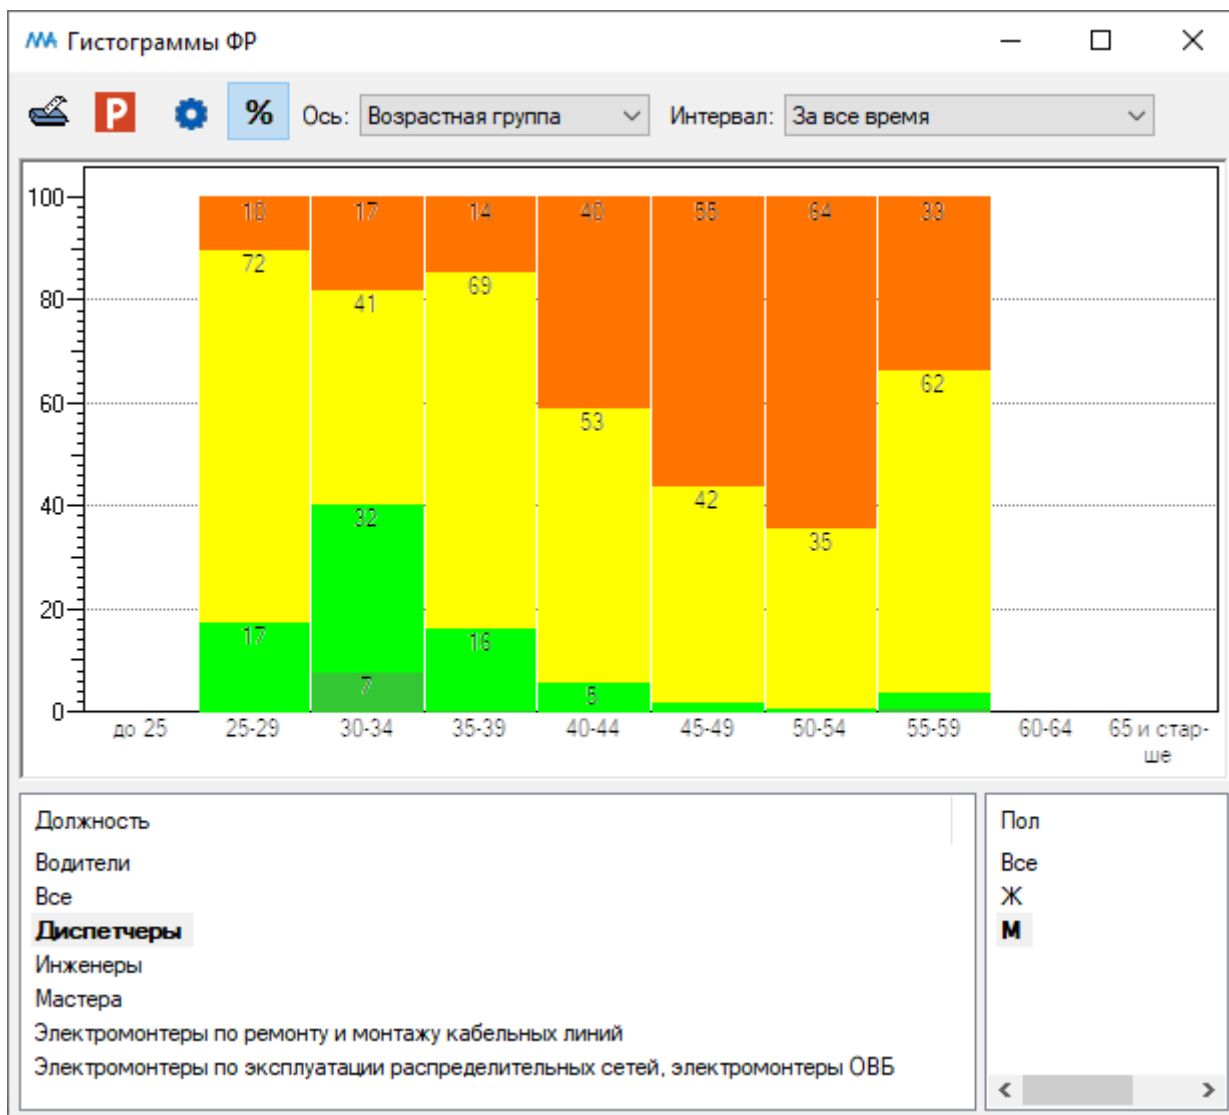 Гистограммы ФР
P % Ось: Возрастная группа Интервал: За все время
100
80
60
40
20
0
10 17 14 40 55 64 33
72 41 69 53 42 35 62
17 32 16 5
7
до 25 25-29 30-34 35-39 40-44 45-49 50-54 55-59 60-64 65 и стар-
ше
Должность
Водители
Все
Диспетчеры
Инженеры
Мастера
Электромонтеры по ремонту и монтажу кабельных линий
Электромонтеры по эксплуатации распределительных сетей, электромонтеры ОВБ
Пол
Все
Ж
М